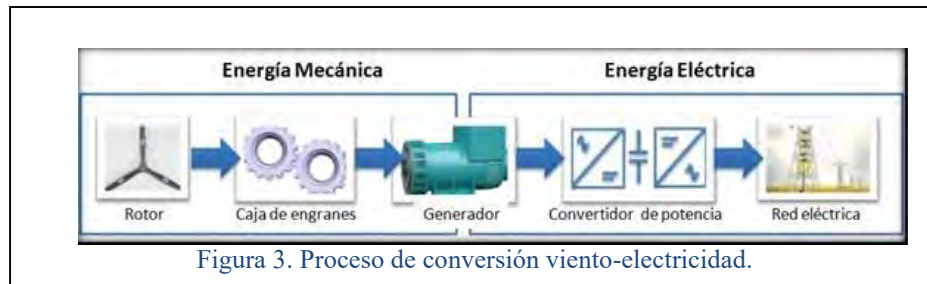 Energía Mecánica
Energía Eléctrica
Rotor
Caja de engranes
Generador
Convertidor de potencia
Red eléctrica
Figura 3. Proceso de conversión viento-electricidad.